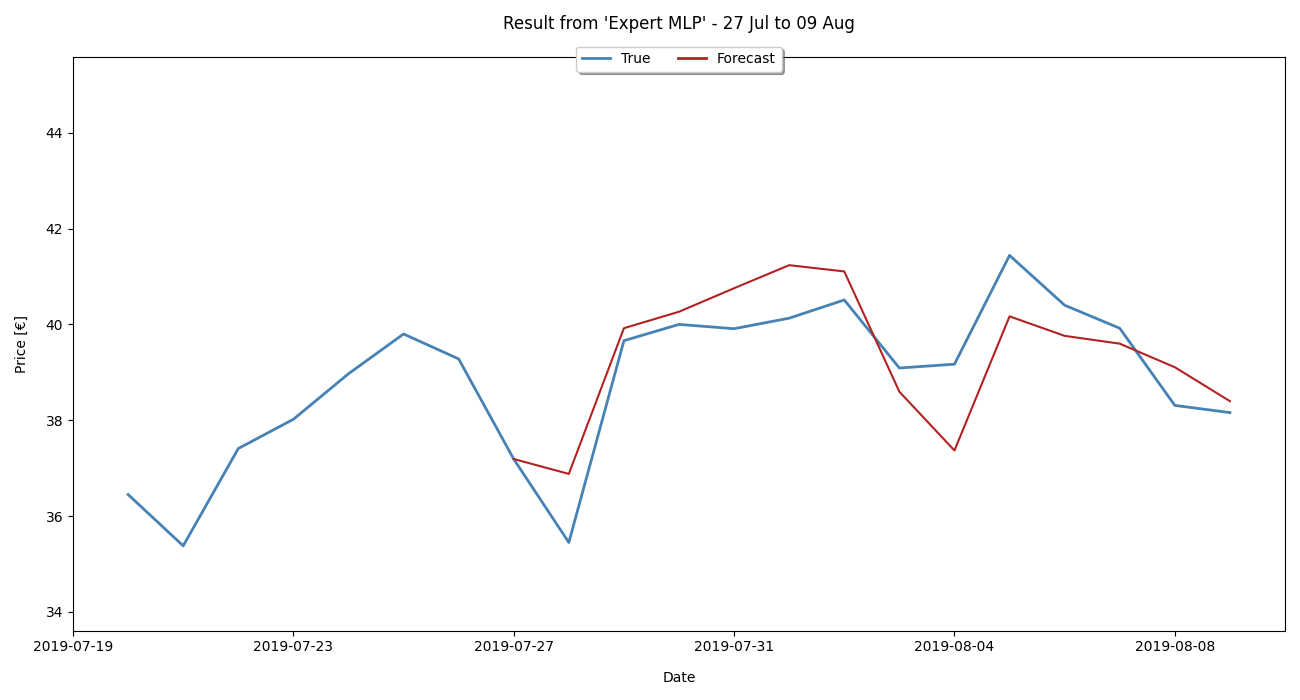 Result from 'Expert MLP' - 27 Jul to 09 Aug
True Forecast
44
42
40
38
36
34
Price [€]
2019-07-19 2019-07-23 2019-07-27 2019-07-31 2019-08-04 2019-08-08
Date